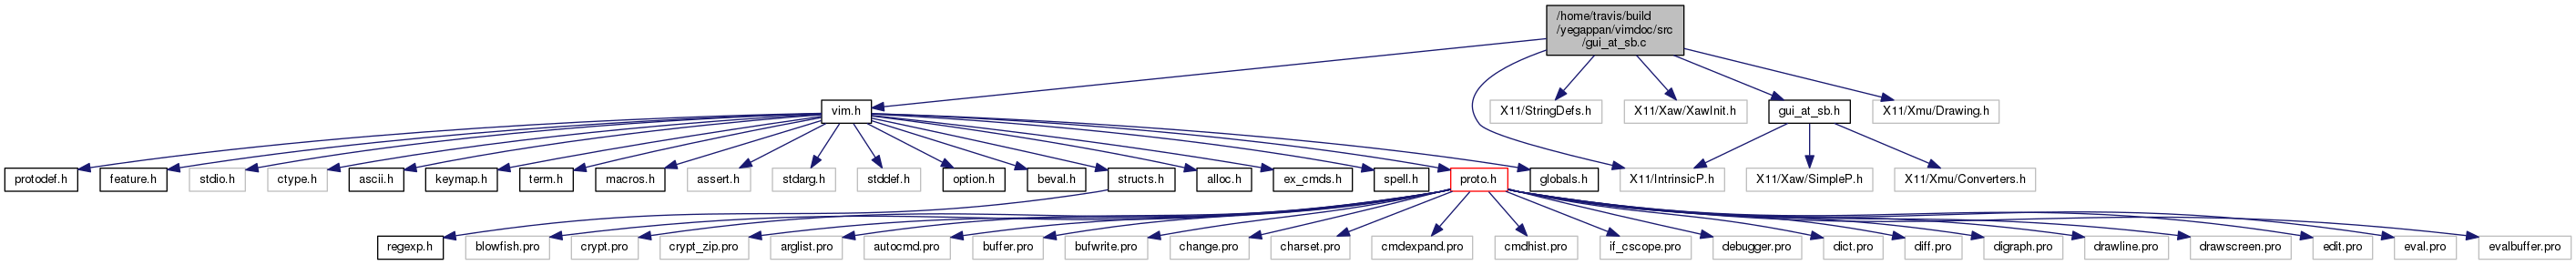 /home/travis/build
/yegappan/vimdoc/src
/gui_at_sb.c
vim.h
X11/StringDefs.h
X11/Xaw/XawInit.h
gui_at_sb.h
X11/Xmu/Drawing.h
protodef.h
feature.h
stdio.h
ctype.h
ascii.h
keymap.h
term.h
macros.h
assert.h
stdarg.h
stddef.h
option.h
beval.h
structs.h
alloc.h
ex_cmds.h
spell.h
proto.h
globals.h
X11/IntrinsicP.h
X11/Xaw/SimpleP.h
X11/Xmu/Converters.h
regexp.h
blowfish.pro
crypt.pro
crypt_zip.pro
arglist.pro
autocmd.pro
buffer.pro
bufwrite.pro
change.pro
charset.pro
cmdexpand.pro
cmdhist.pro
if_cscope.pro
debugger.pro
dict.pro
diff.pro
digraph.pro
drawline.pro
drawscreen.pro
edit.pro
eval.pro
evalbuffer.pro